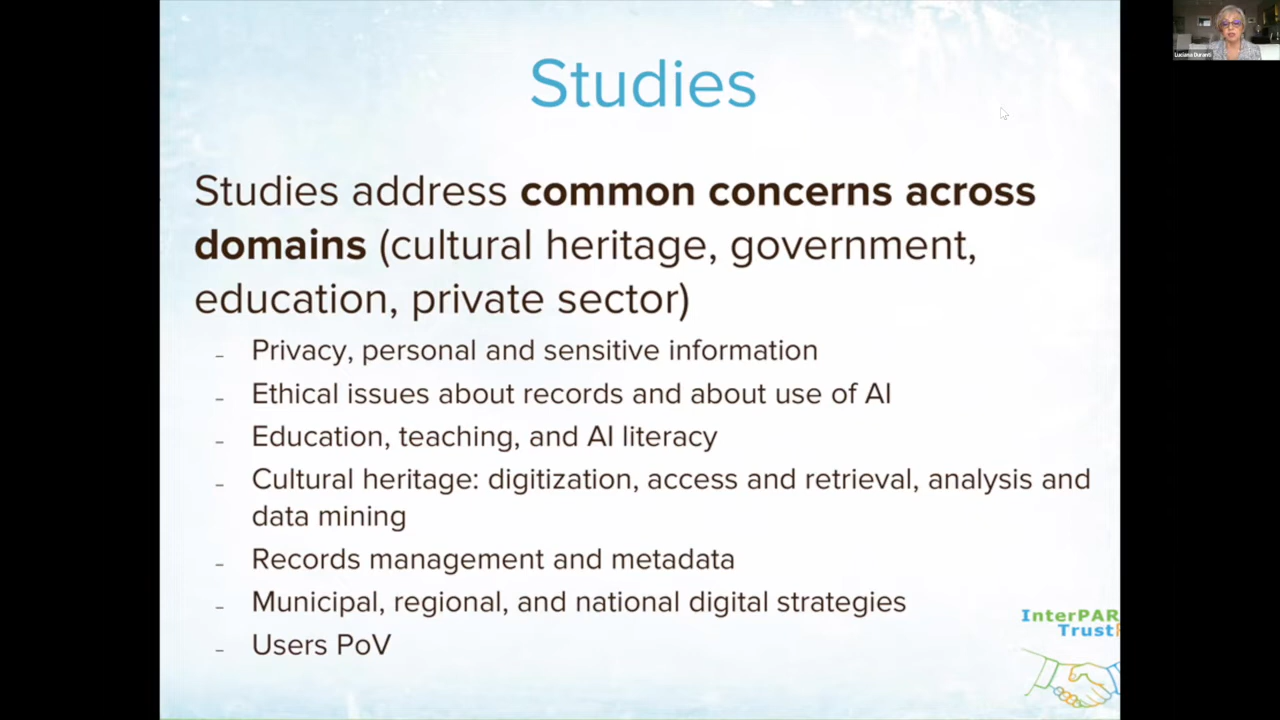 Studies
Studies address common concerns across
domains (cultural heritage, government,
education, private sector)
- Privacy, personal and sensitive information
- Ethical issues about records and about use of AI
- Education, teaching, and AI literacy
- Cultural heritage: digitization, access and retrieval, analysis and
data mining
- Records management and metadata
- Municipal, regional, and national digital strategies
- Users PoV
InterPAR
Trust
Luciana Duranti